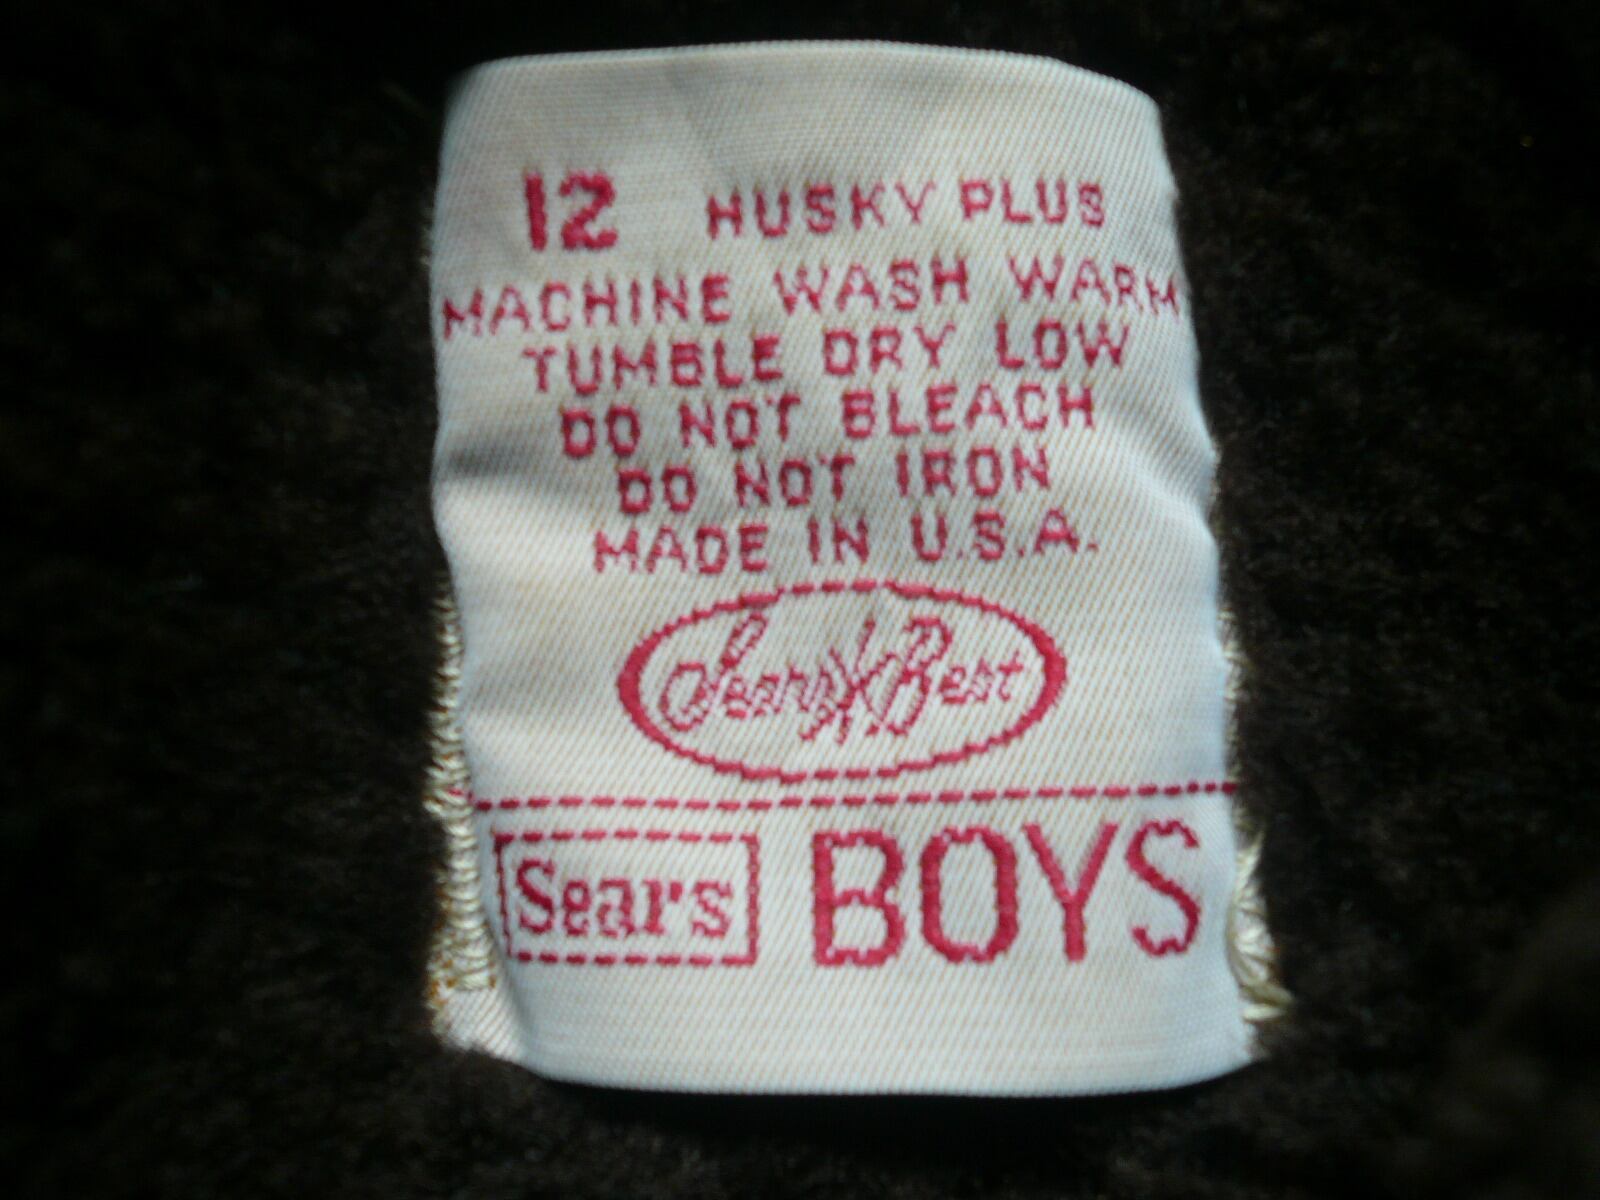 12 HUSKY PLUS
MACHINE WASH WARM
TUMBLE DRY LOW
DO NOT BLEACH
DO NOT IRON
MADE IN U.S.A.
Sears Best
Sears BOYS